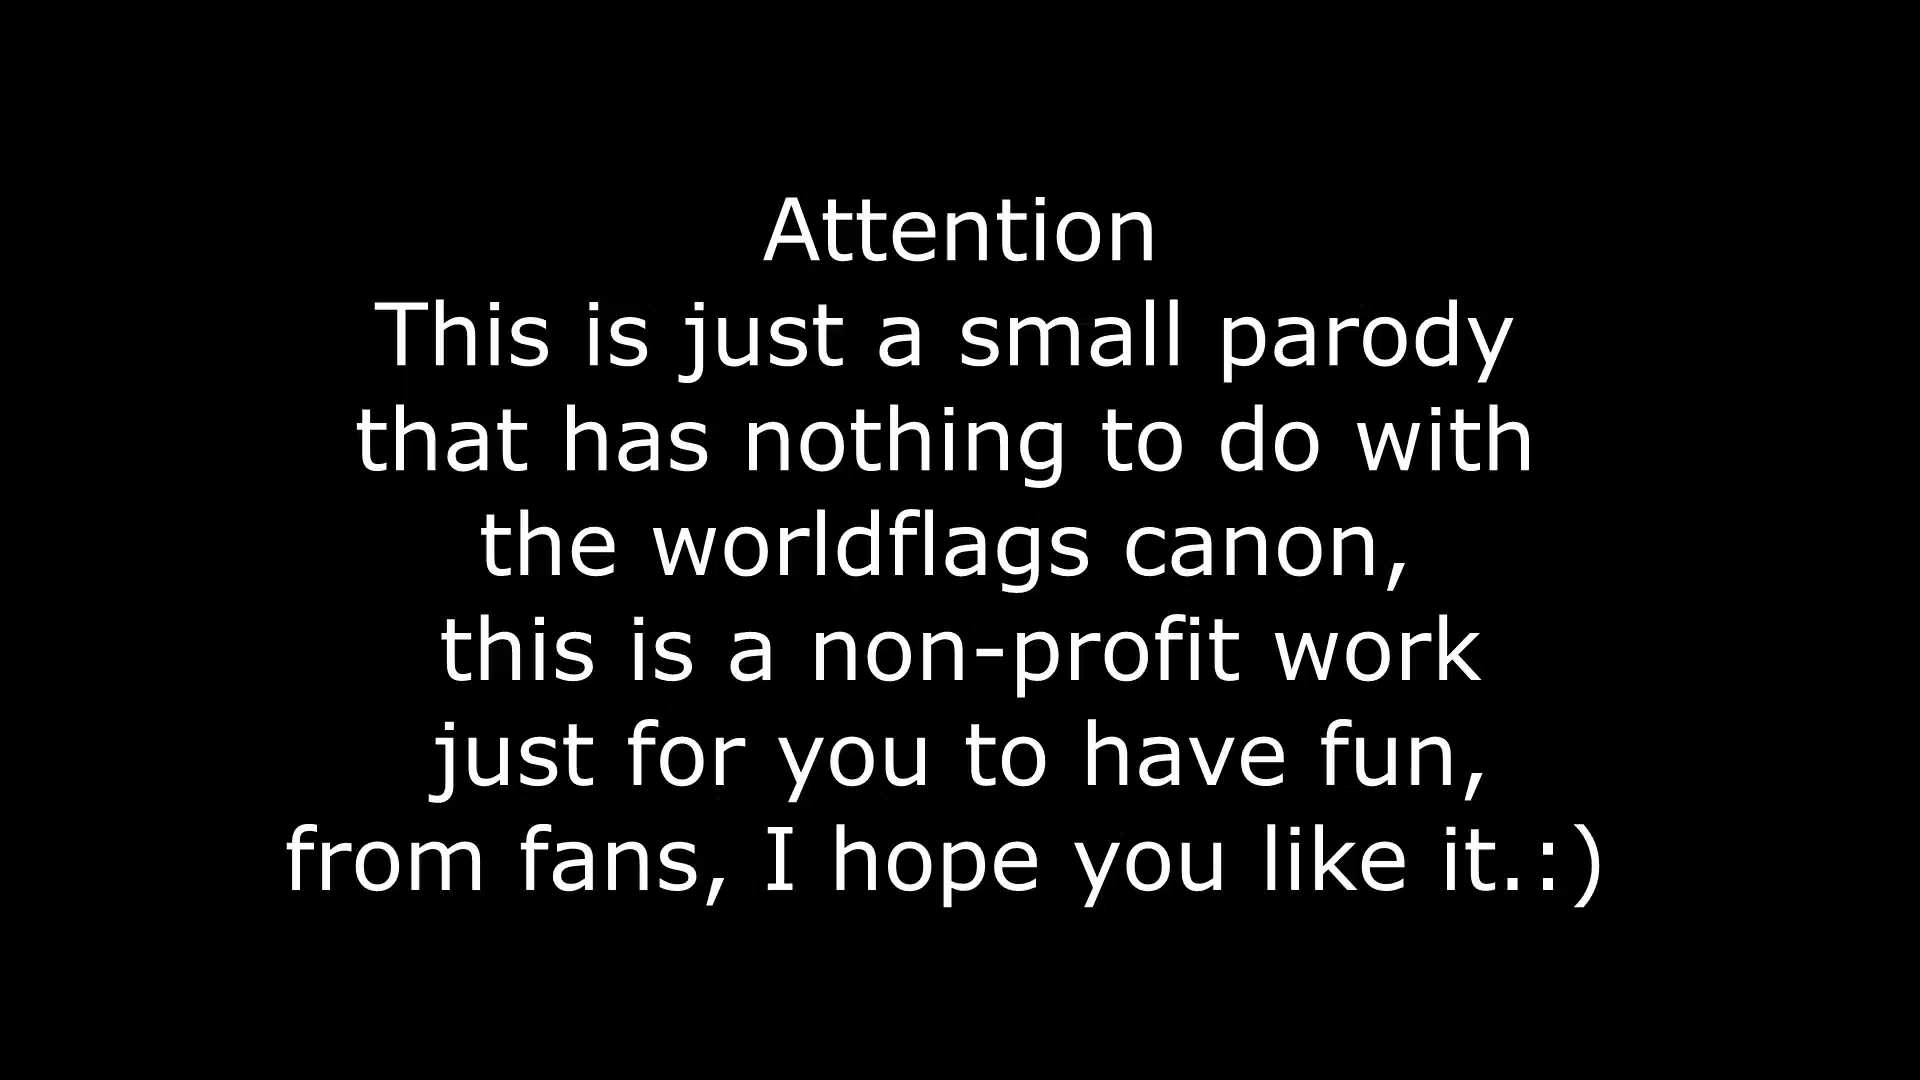 Attention
This is just a small parody
that has nothing to do with
the worldflags canon,
this is a non-profit work
just for you to have fun,
from fans, I hope you like it.:)